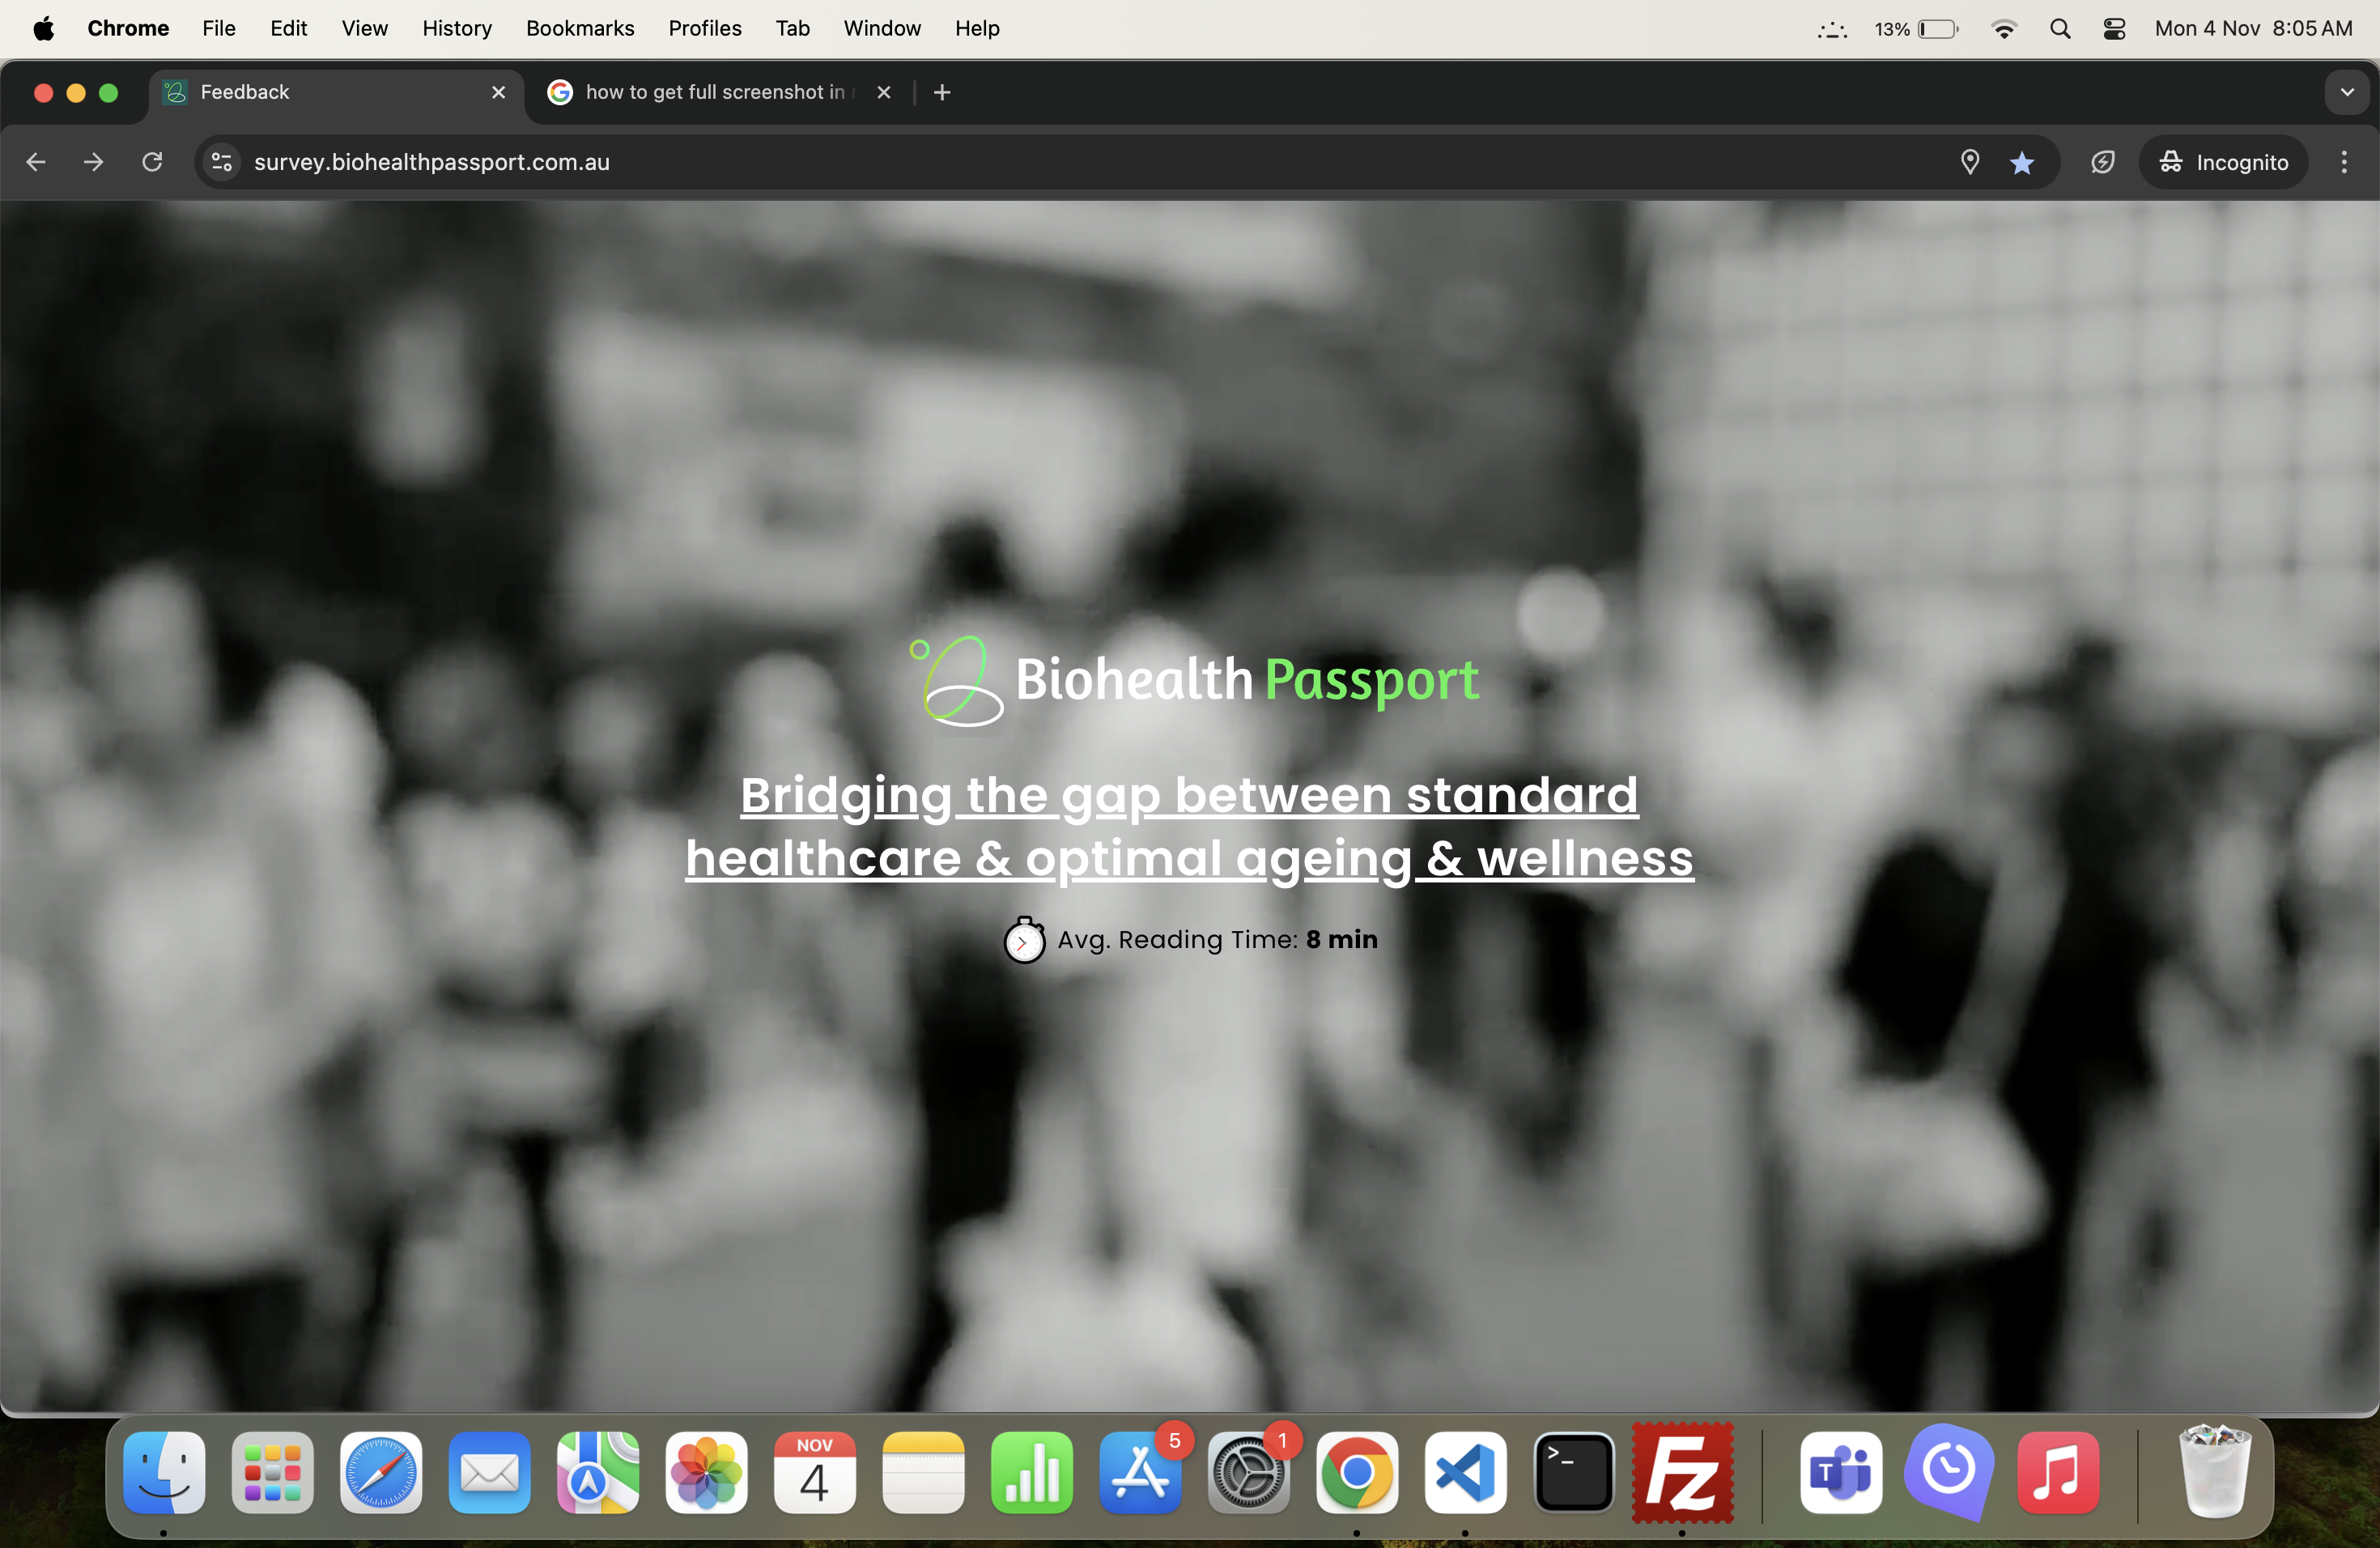 Chrome File Edit View History Bookmarks Profiles Tab Window Help 13% Mon 4 Nov 8:05 AM
Feedback how to get full screenshot in
survey.biohealthpassport.com.au Incognito
Biohealth Passport
Bridging the gap between standard
healthcare & optimal ageing & wellness
Avg. Reading Time: 8 min
NOV 5 1
4 >_ Fz T